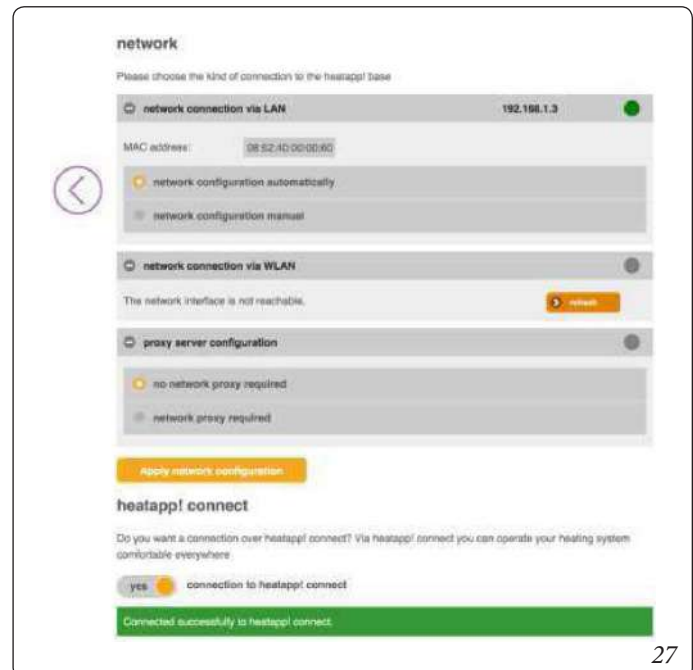 network
Please choose the kind of connection to the heatapp! base
network connection via LAN 192.168.1.3
MAC address: 08:52:40:00:00:60
network configuration automatically
network configuration manual
network connection via WLAN
The network interface is not reachable.
refresh
proxy server configuration
no network proxy required
network proxy required
Apply network configuration
heatapp! connect
Do you want a connection over heatapp! connect? Via heatapp! connect you can operate your heating system
comfortable everywhere
yes connection to heatapp! connect
Connected successfully to heatapp! connect.
27